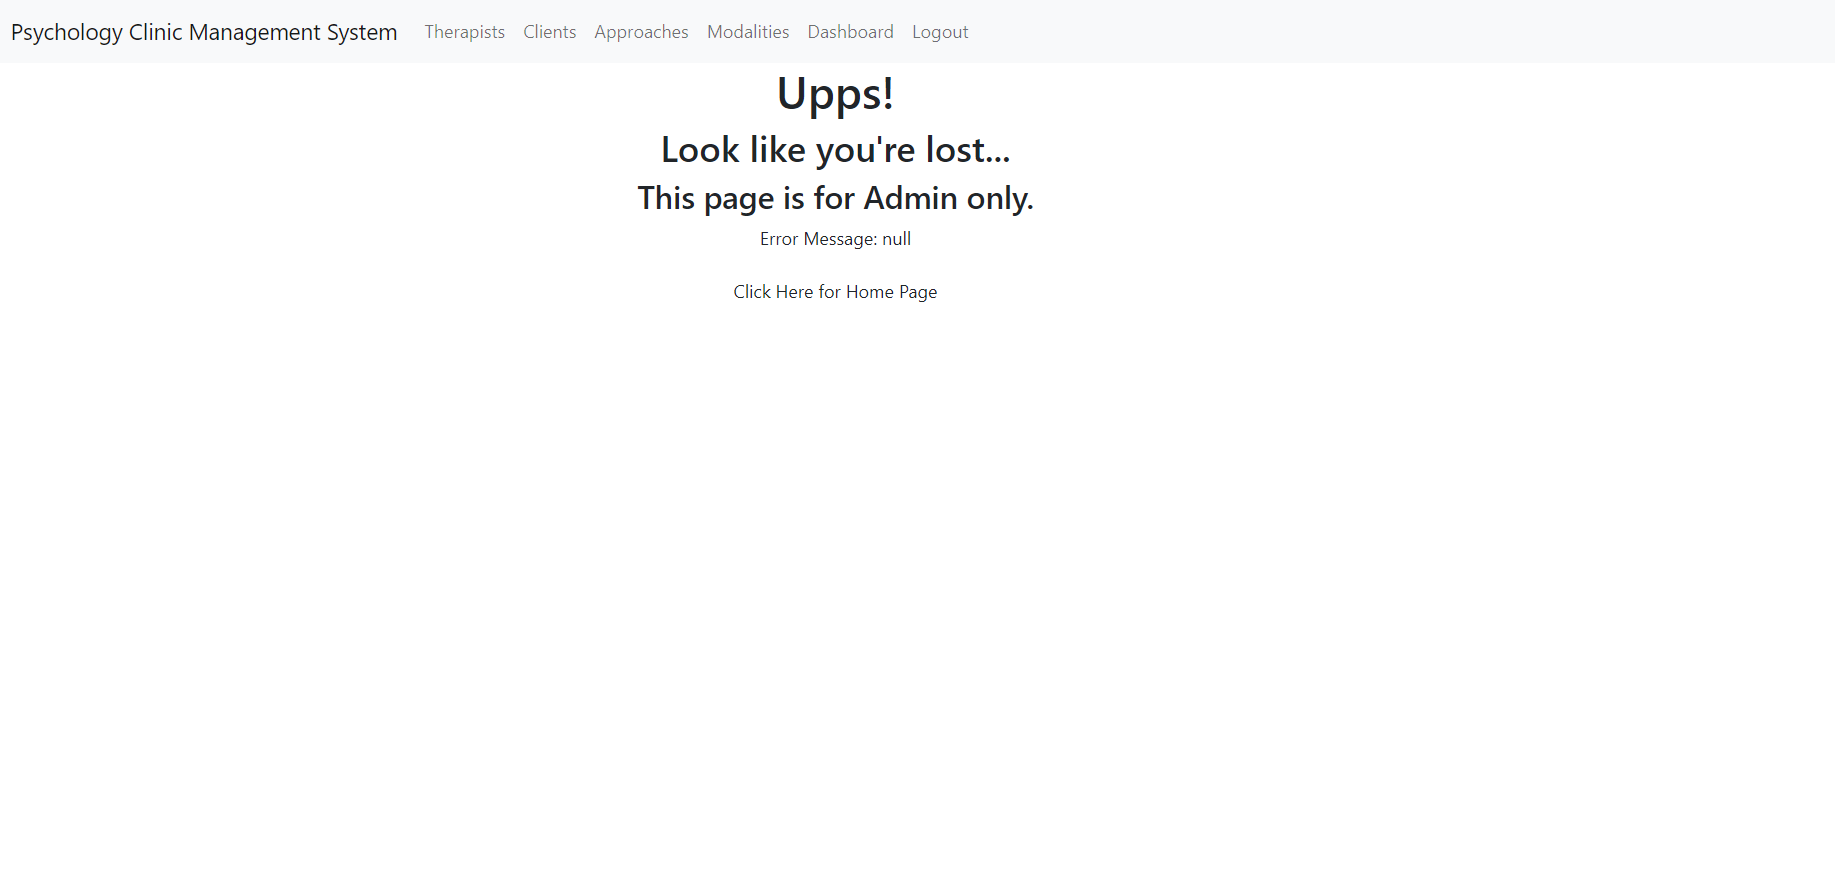 Psychology Clinic Management System Therapists Clients Approaches Modalities Dashboard Logout
Upps!
Look like you're lost...
This page is for Admin only.
Error Message: null
Click Here for Home Page